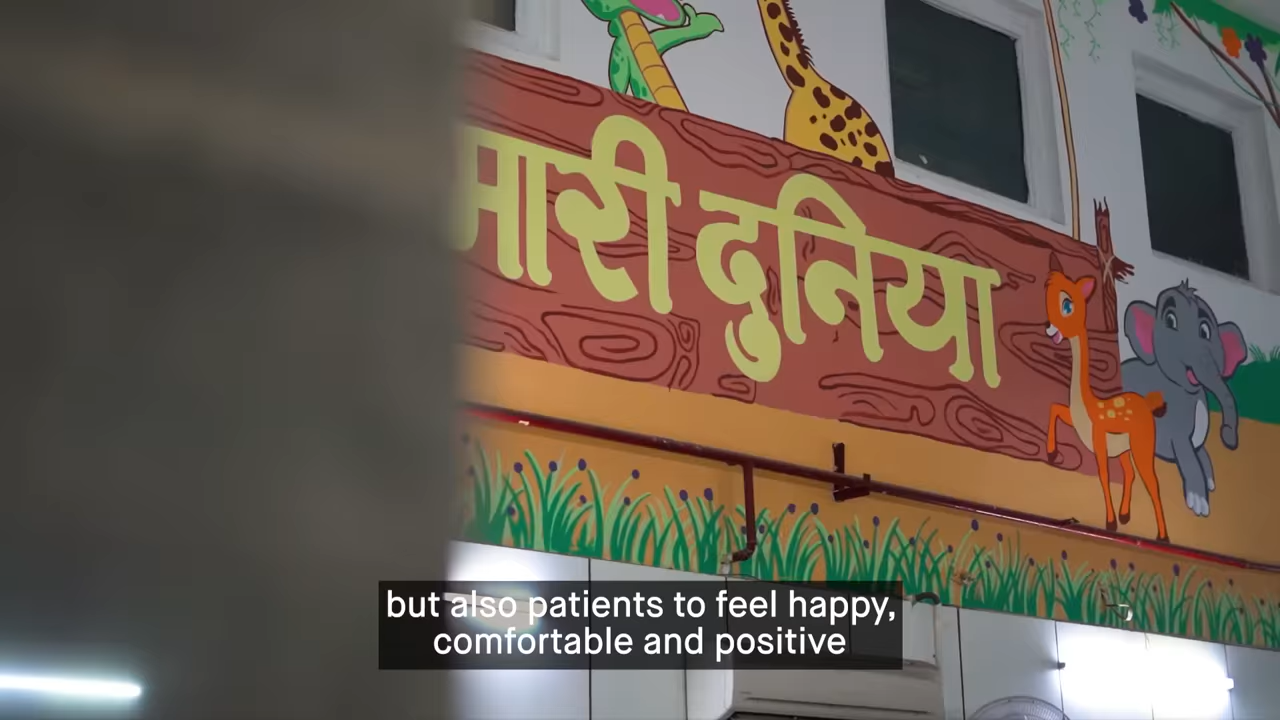 मारी दुनिया
but also patients to feel happy,
comfortable and positive